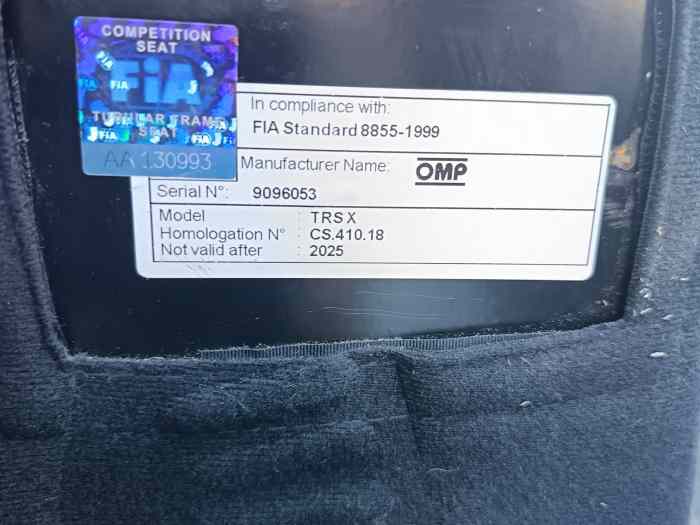 COMPETITION
SEAT
FIA
TUBULAR FRAME
SEAT
AA 130993
In compliance with:
FIA Standard 8855-1999
Manufacturer Name: OMP
Serial N°: 9096053
Model : TRS X
Homologation N° : CS.410.18
Not valid after : 2025